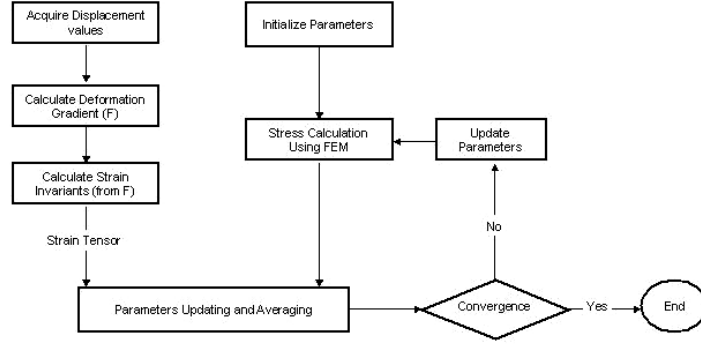 Acquire Displacement
values
Calculate Deformation
Gradient (F)
Calculate Strain
Invariants (from F)
Strain Tensor
Initialize Parameters
Stress Calculation
Using FEM
Update
Parameters
No
Parameters Updating and Averaging
Convergence
Yes
End